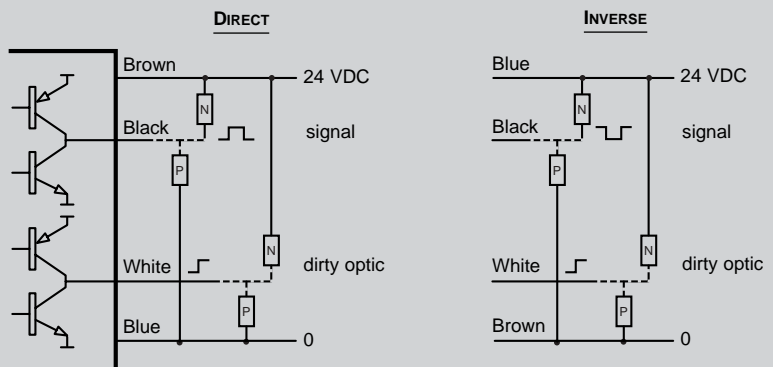 DIRECT
INVERSE
Brown
24 VDC
Blue
24 VDC
N
N
Black
signal
Black
signal
P
P
N
N
White
dirty optic
White
dirty optic
P
P
Blue
0
Brown
0